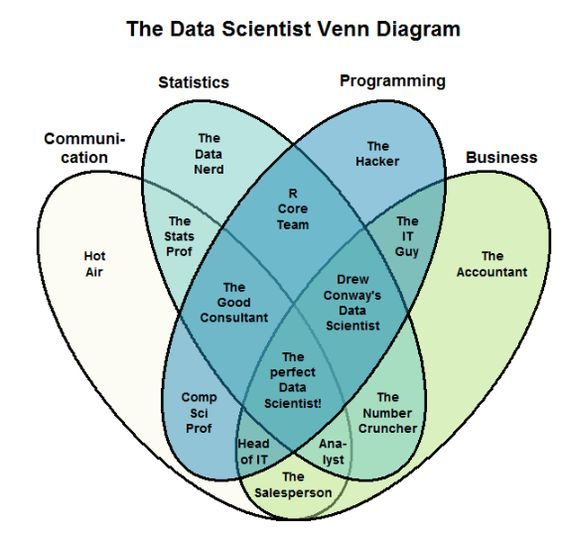 The Data Scientist Venn Diagram
Statistics
Programming
Communi-
cation
Business
The
Data
Nerd
The
Hacker
R
Core
Team
The
Stats
Prof
The
IT
Guy
Hot
Air
The
Accountant
The
Good
Consultant
Drew
Conway's
Data
Scientist
The
perfect
Data
Scientist!
Comp
Sci
Prof
The
Number
Cruncher
Head
of IT
Ana-
lyst
The
Salesperson